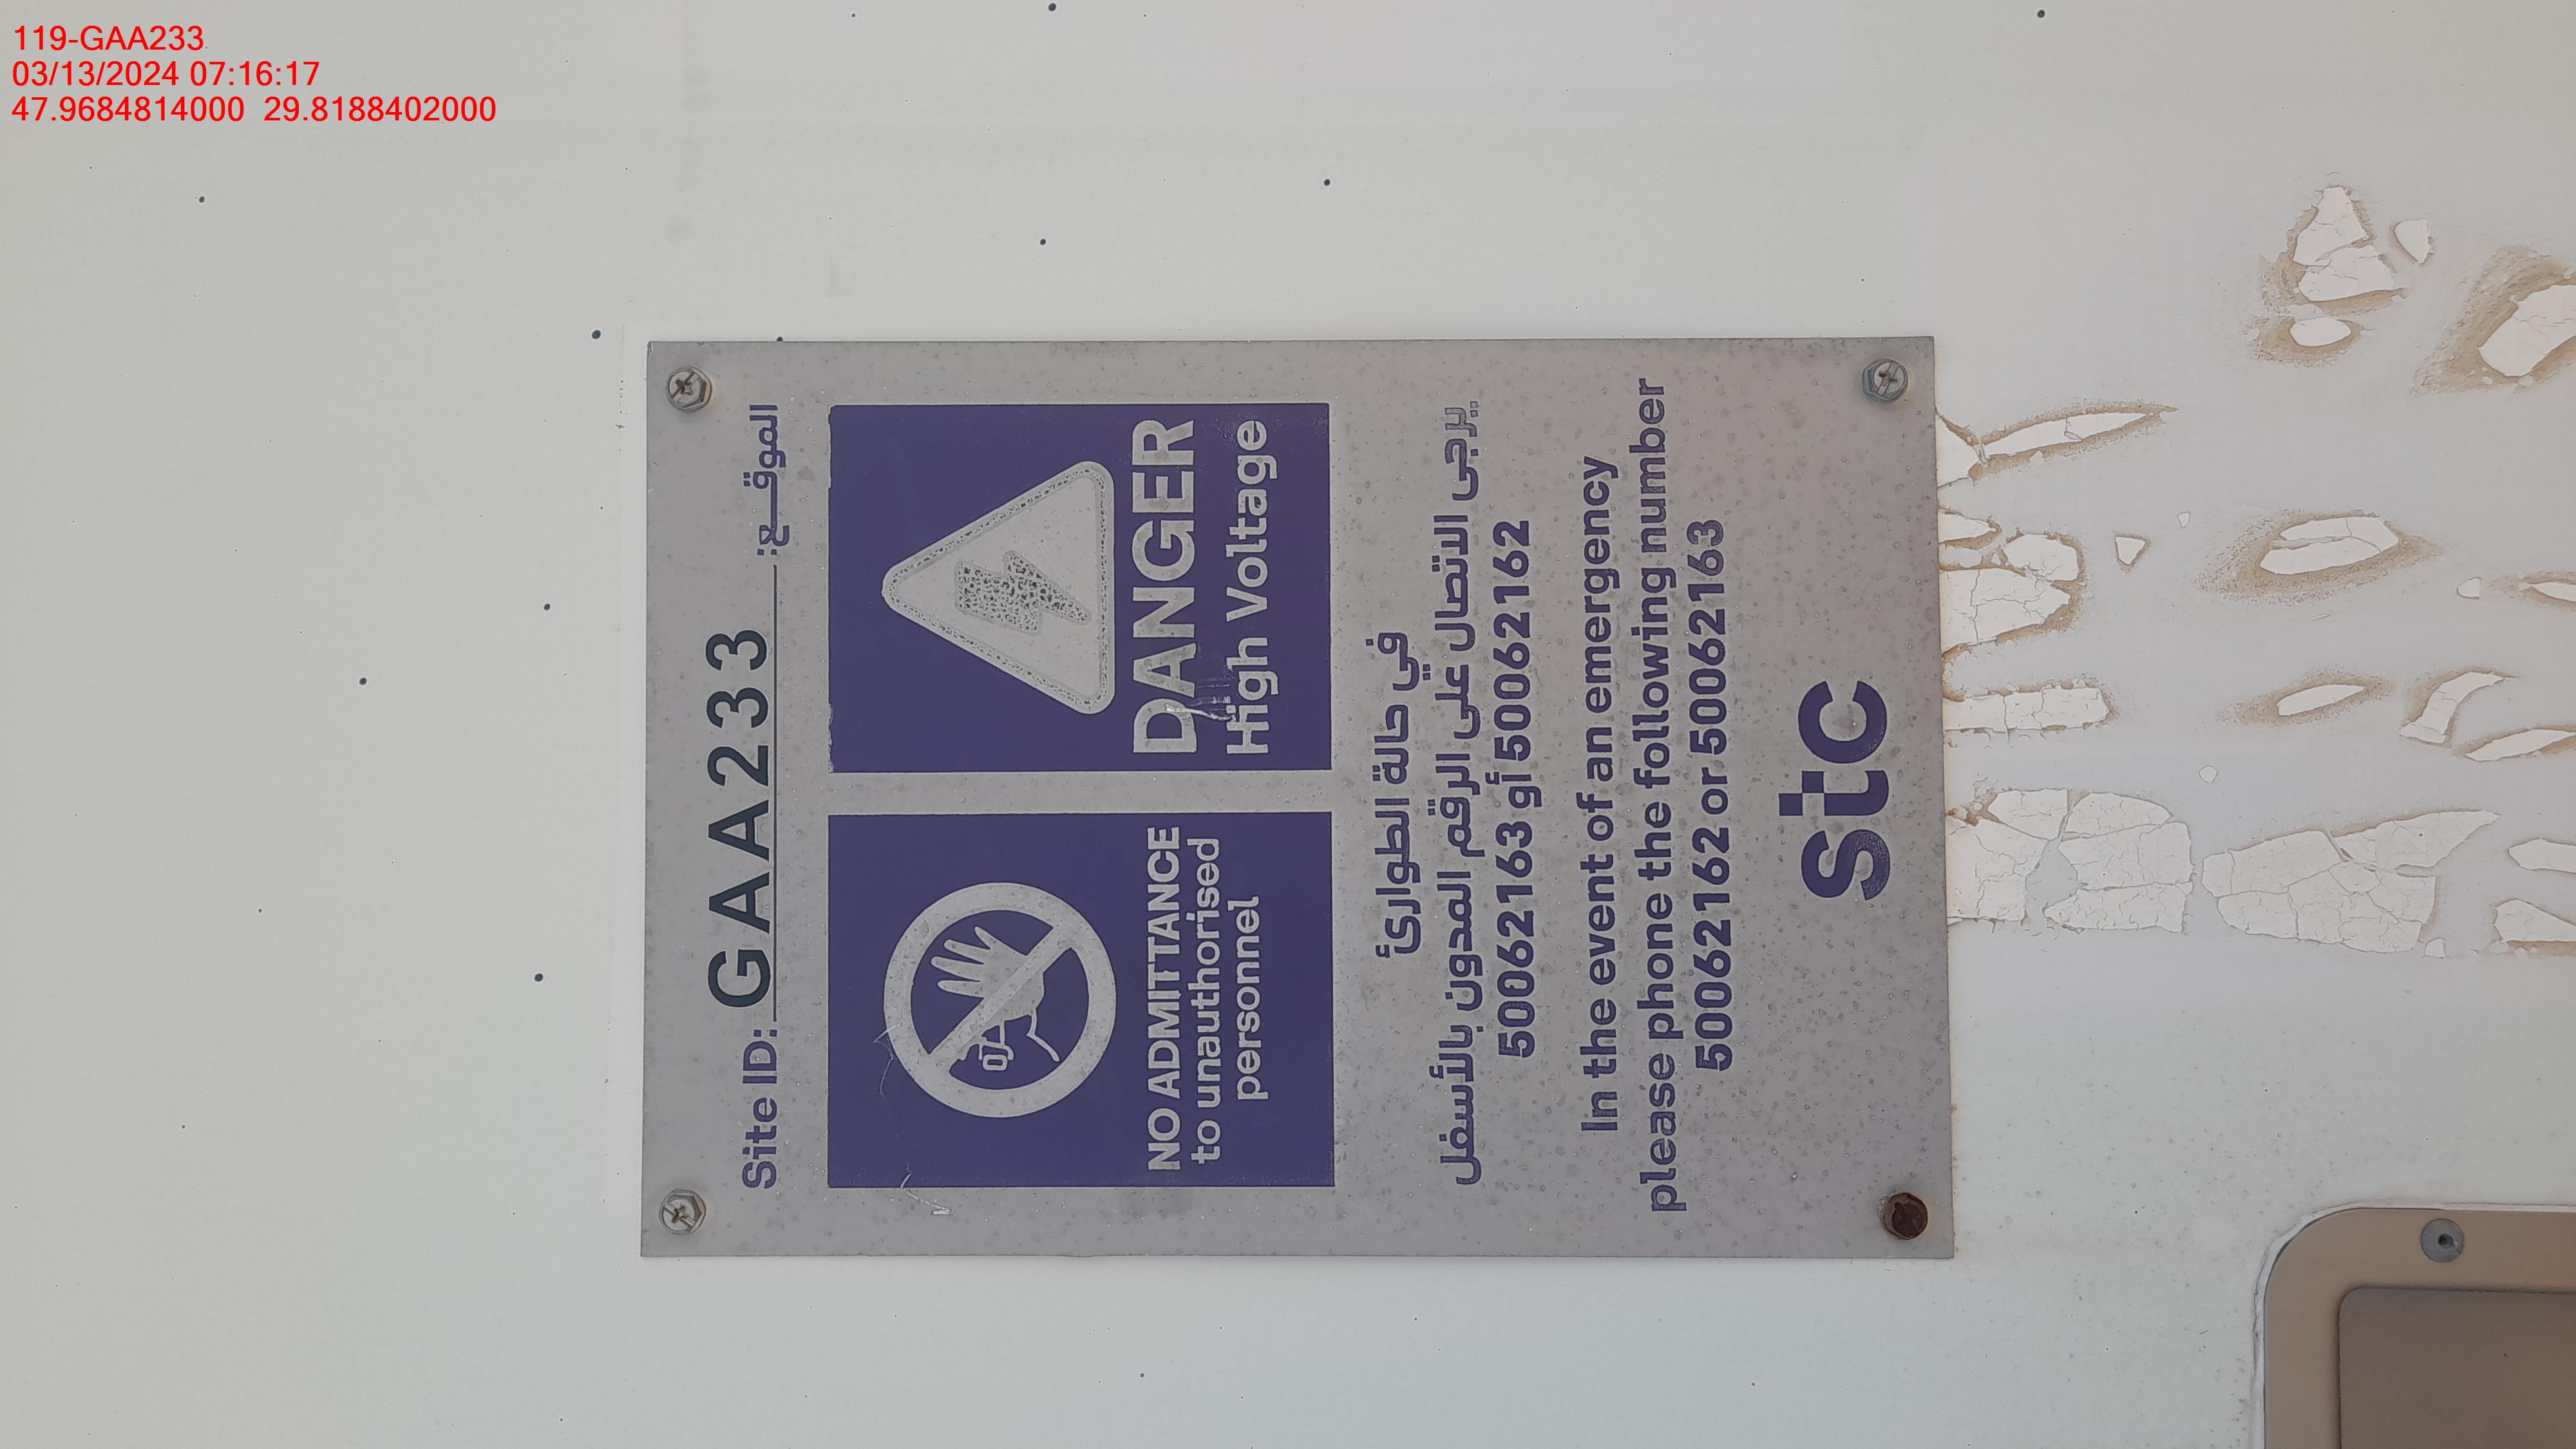 119-GAA233
03/13/2024 07:16:17
47.9684814000 29.8188402000
Site ID: GAA233 الموقـــع:
NO ADMITTANCE
to unauthorised
personnel
DANGER
High Voltage
في حالة الطوارئ
يرجى الاتصال على الرقم المدون بالأسفل
50062163 أو 50062162
In the event of an emergency
please phone the following number
50062162 or 50062163
stc